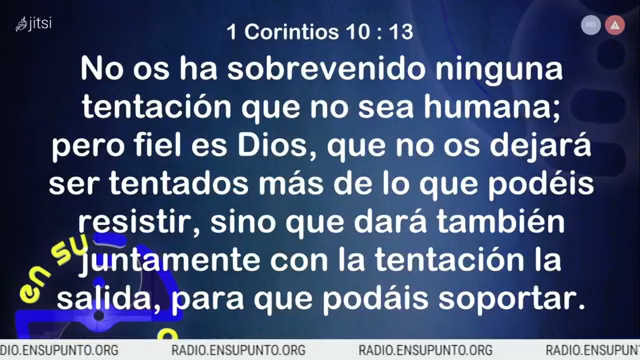 jitsi
HD
1 Corintios 10 : 13
No os ha sobrevenido ninguna
tentación que no sea humana;
pero fiel es Dios, que no os dejará
ser tentados más de lo que podéis
resistir, sino que dará también
juntamente con la tentación la
salida, para que podáis soportar.
en su
DIO.ENSUPUNTO.ORG RADIO.ENSUPUNTO.ORG RADIO.ENSUPUNTO.ORG RADIO.ENSUPUN